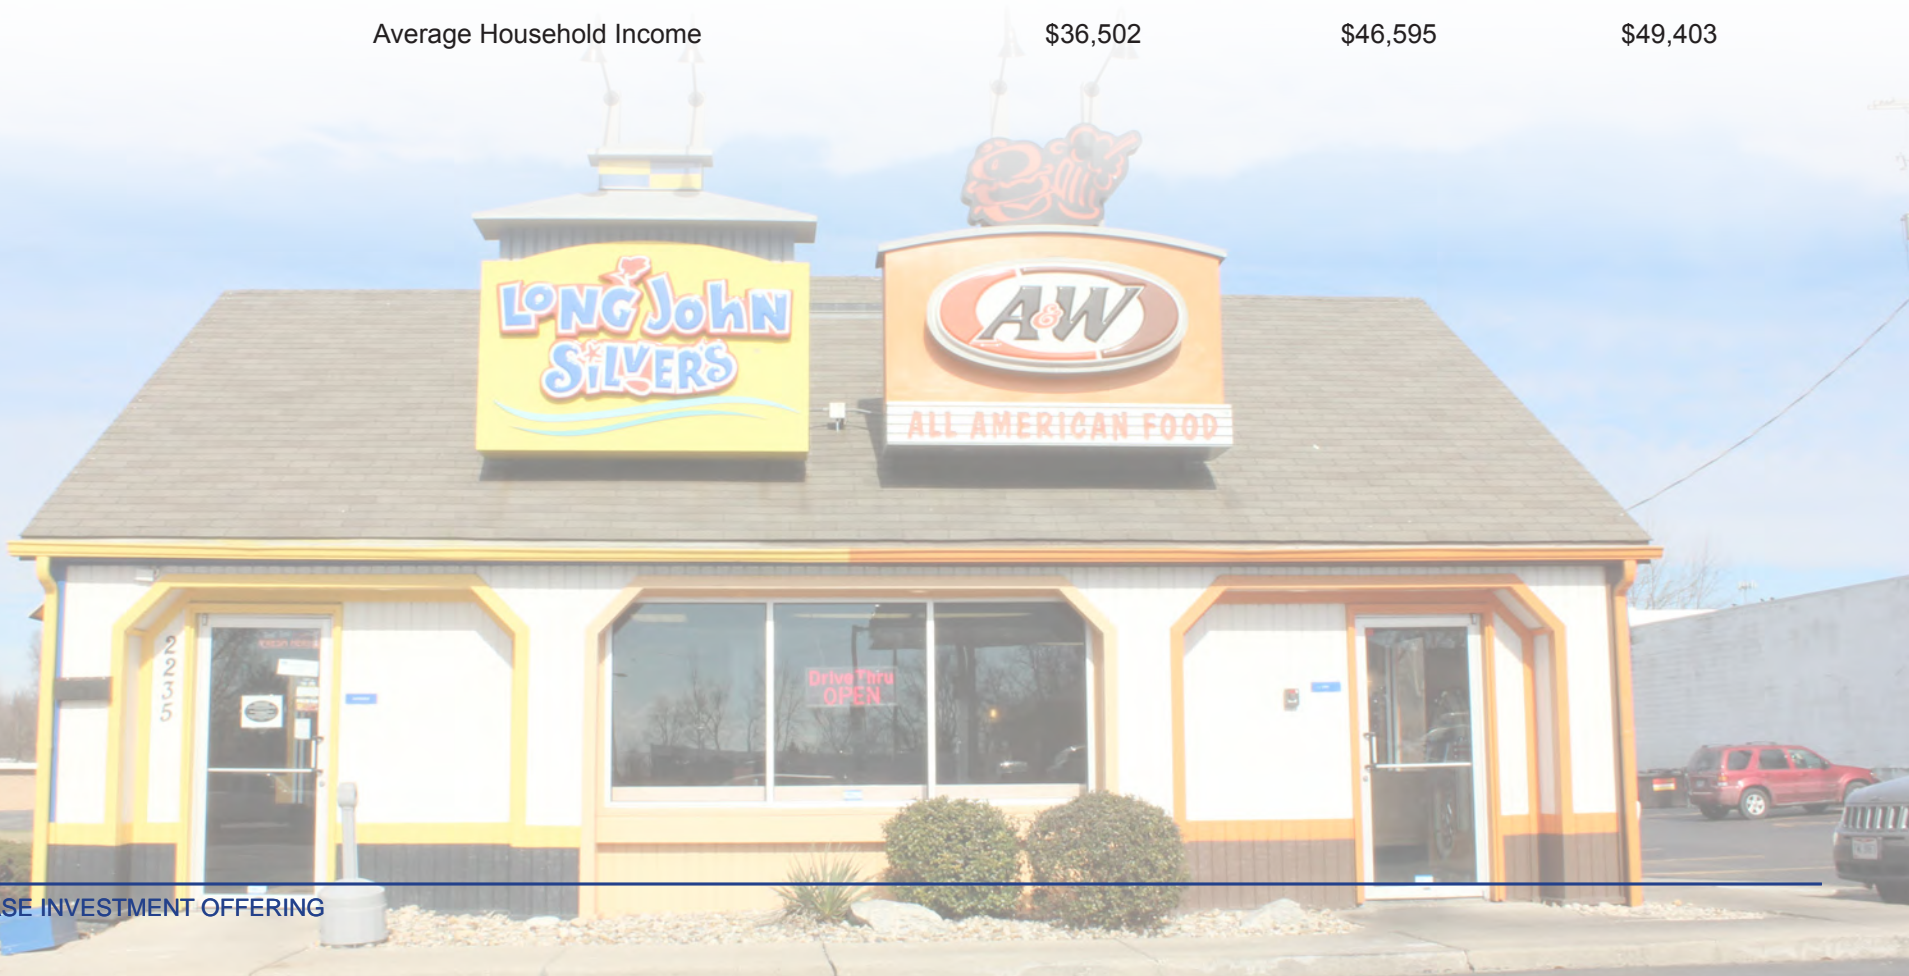 Average Household Income $36,502 $46,595 $49,403
LONG JOHN
SILVER'S
A&W
ALL AMERICAN FOOD
2235
Drive Thru
OPEN
SE INVESTMENT OFFERING